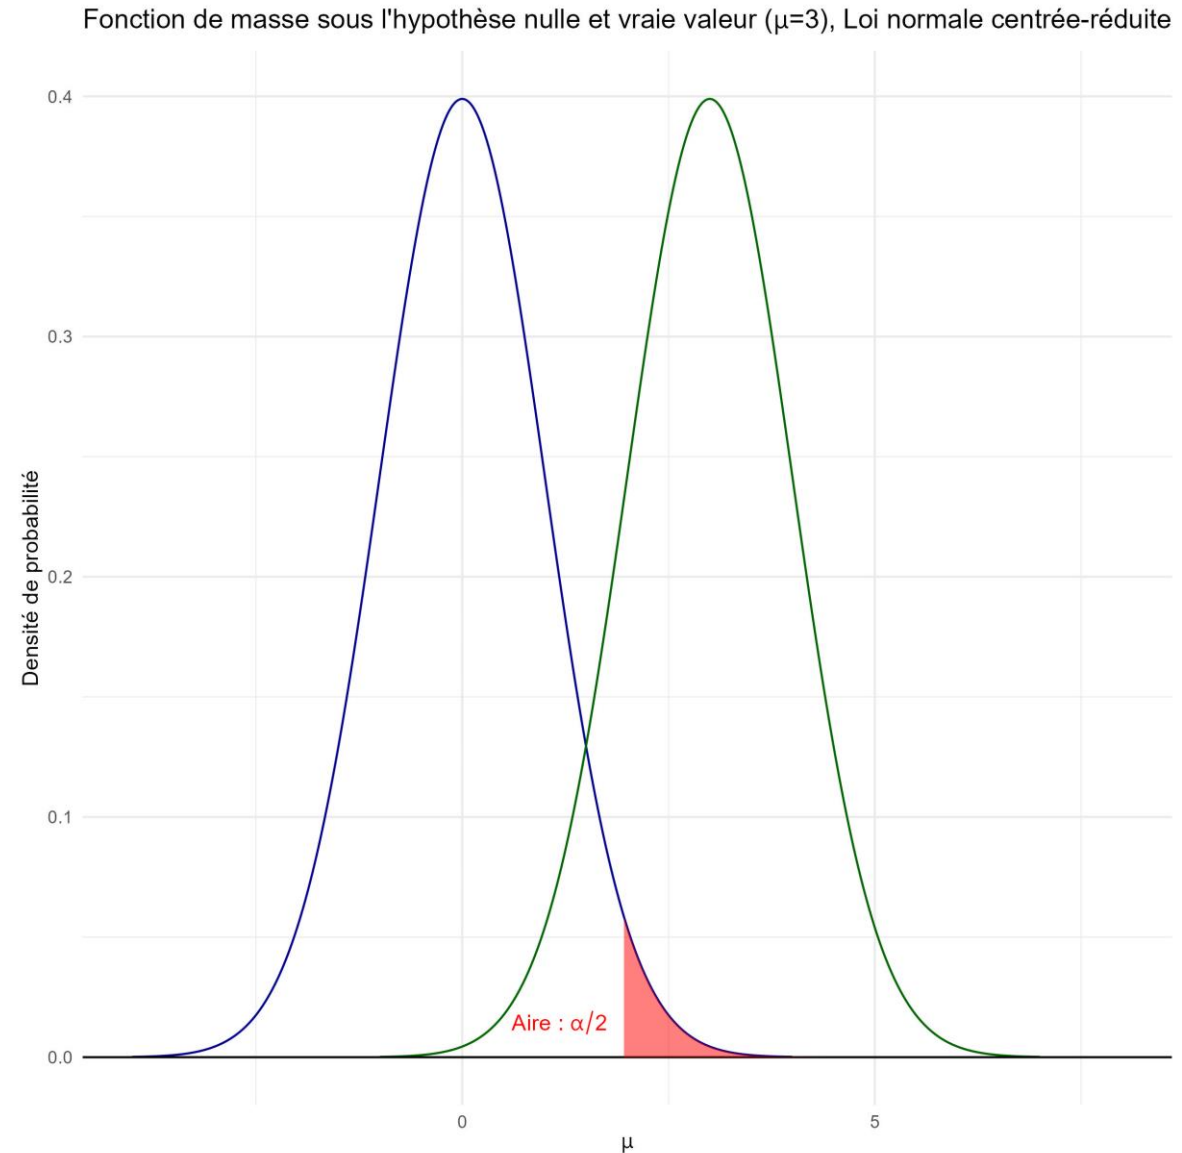 Fonction de masse sous l'hypothèse nulle et vraie valeur (μ=3), Loi normale centrée-réduite
0.4
0.3
Densité de probabilité
0.2
0.1
Aire : α/2
0.0
0
5
μ